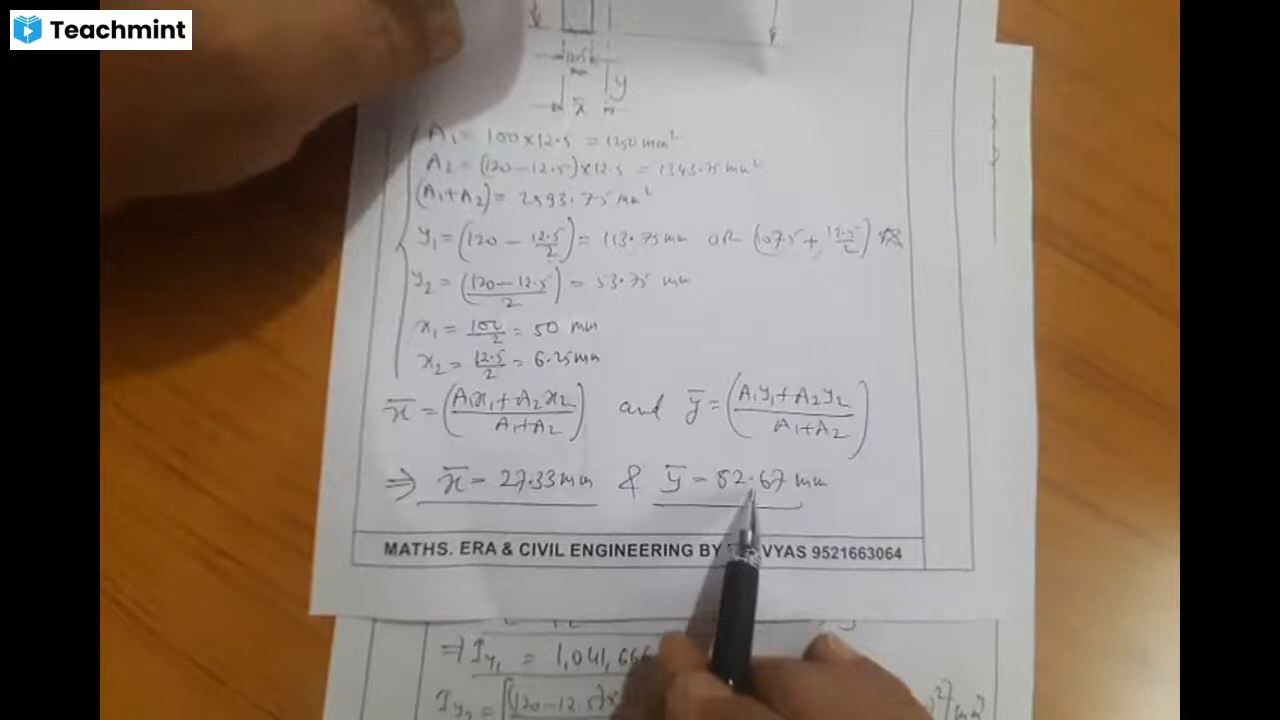 Teachmint
12.5
mm
y
x̄
A1 = 100×12.5 = 1250 mm²
A2 = (120-12.5)×12.5 = 1343.75 mm²
(A1+A2) = 2593.75 mm²
y1 = (120 - 12.5/2) = 113.75 mm OR (107.5 + 12.5/2)
y2 = ((120-12.5)/2) = 53.75 mm
x1 = 100/2 = 50 mm
x2 = 12.5/2 = 6.25 mm
x̄ = ((A1x1+A2x2)/(A1+A2)) and ȳ = ((A1y1+A2y2)/(A1+A2))
⇒ x̄ = 27.33 mm & ȳ = 82.67 mm
MATHS. ERA & CIVIL ENGINEERING BY VYAS 9521663064
⇒ Iy1 = 1,041,666
Iy2 = [(120-12.5)×